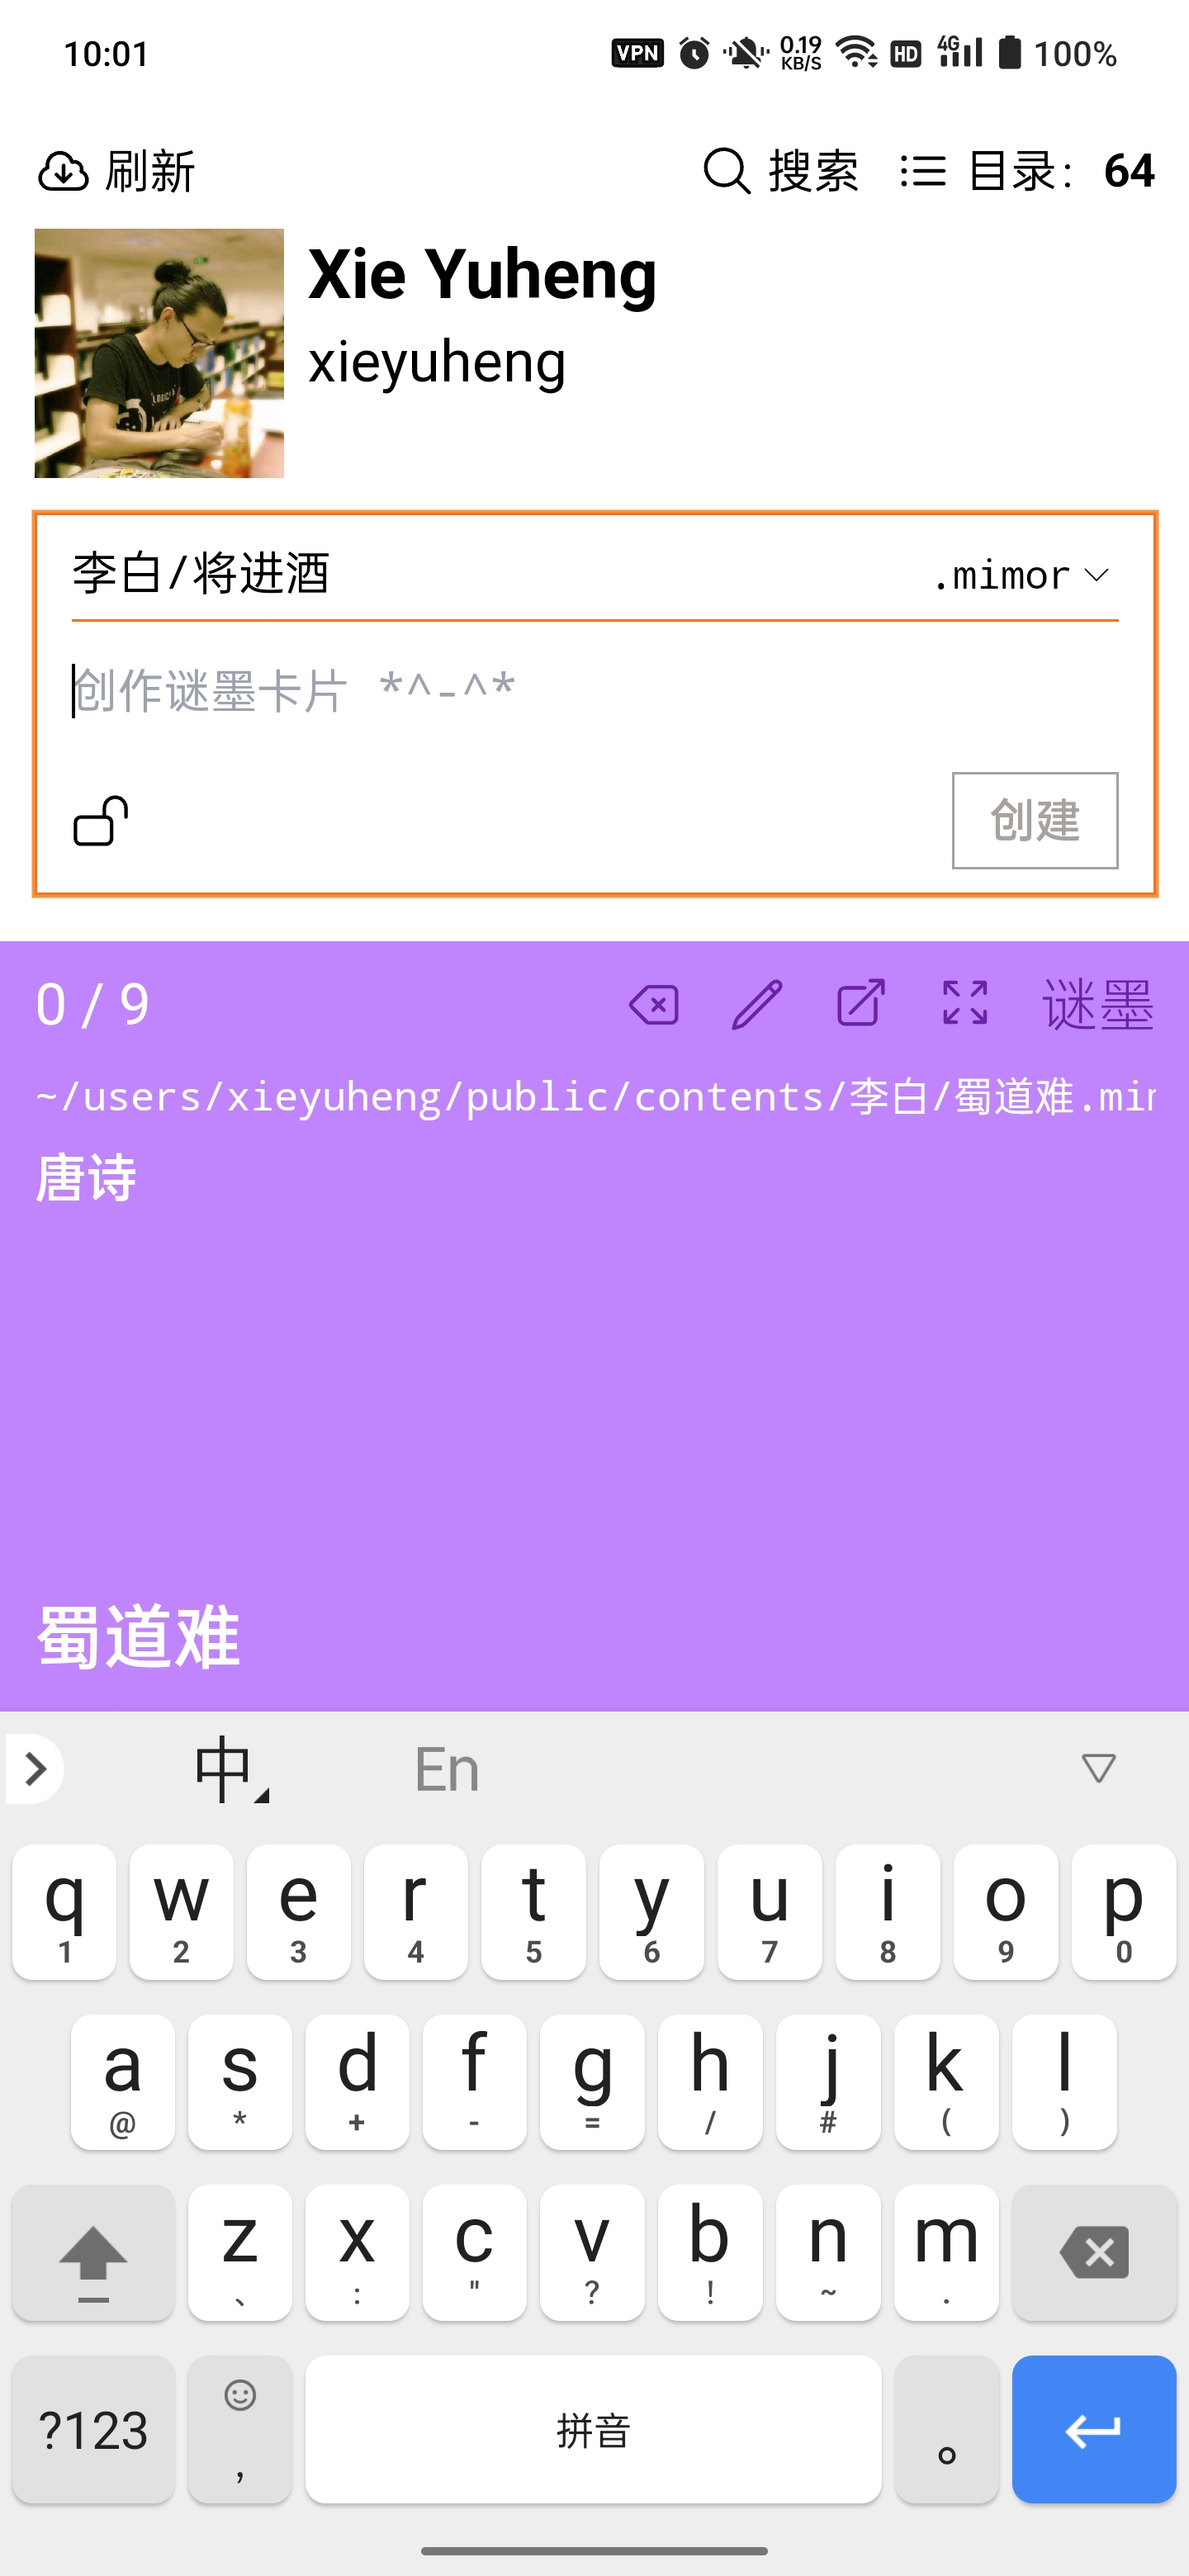 10:01 VPN 0.19 KB/S HD 4G 100%
刷新 搜索 目录： 64
Xie Yuheng
xieyuheng
李白/将进酒 .mimor
创作谜墨卡片 *^-^*
创建
0 / 9 谜墨
~/users/xieyuheng/public/contents/李白/蜀道难.mim
唐诗
蜀道难
中 En
q w e r t y u i o p
1 2 3 4 5 6 7 8 9 0
a s d f g h j k l
@ * + - = / # ( )
z x c v b n m
、 : " ? ! ~ .
?123 , 拼音 。